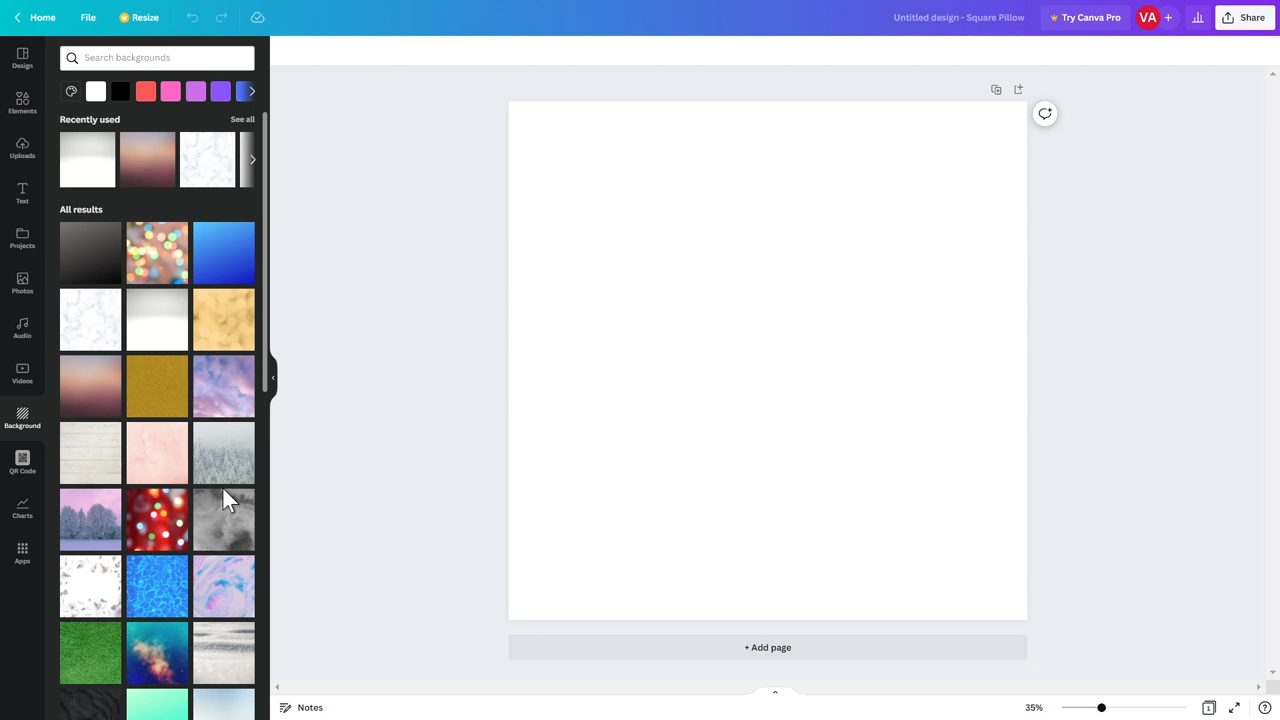 Home File Resize Untitled design - Square Pillow Try Canva Pro VA + Share
Search backgrounds
Design
Elements
Uploads
Text
Projects
Photos
Audio
Videos
Background
QR Code
Charts
Apps
Recently used See all
All results
+ Add page
Notes 35% 1